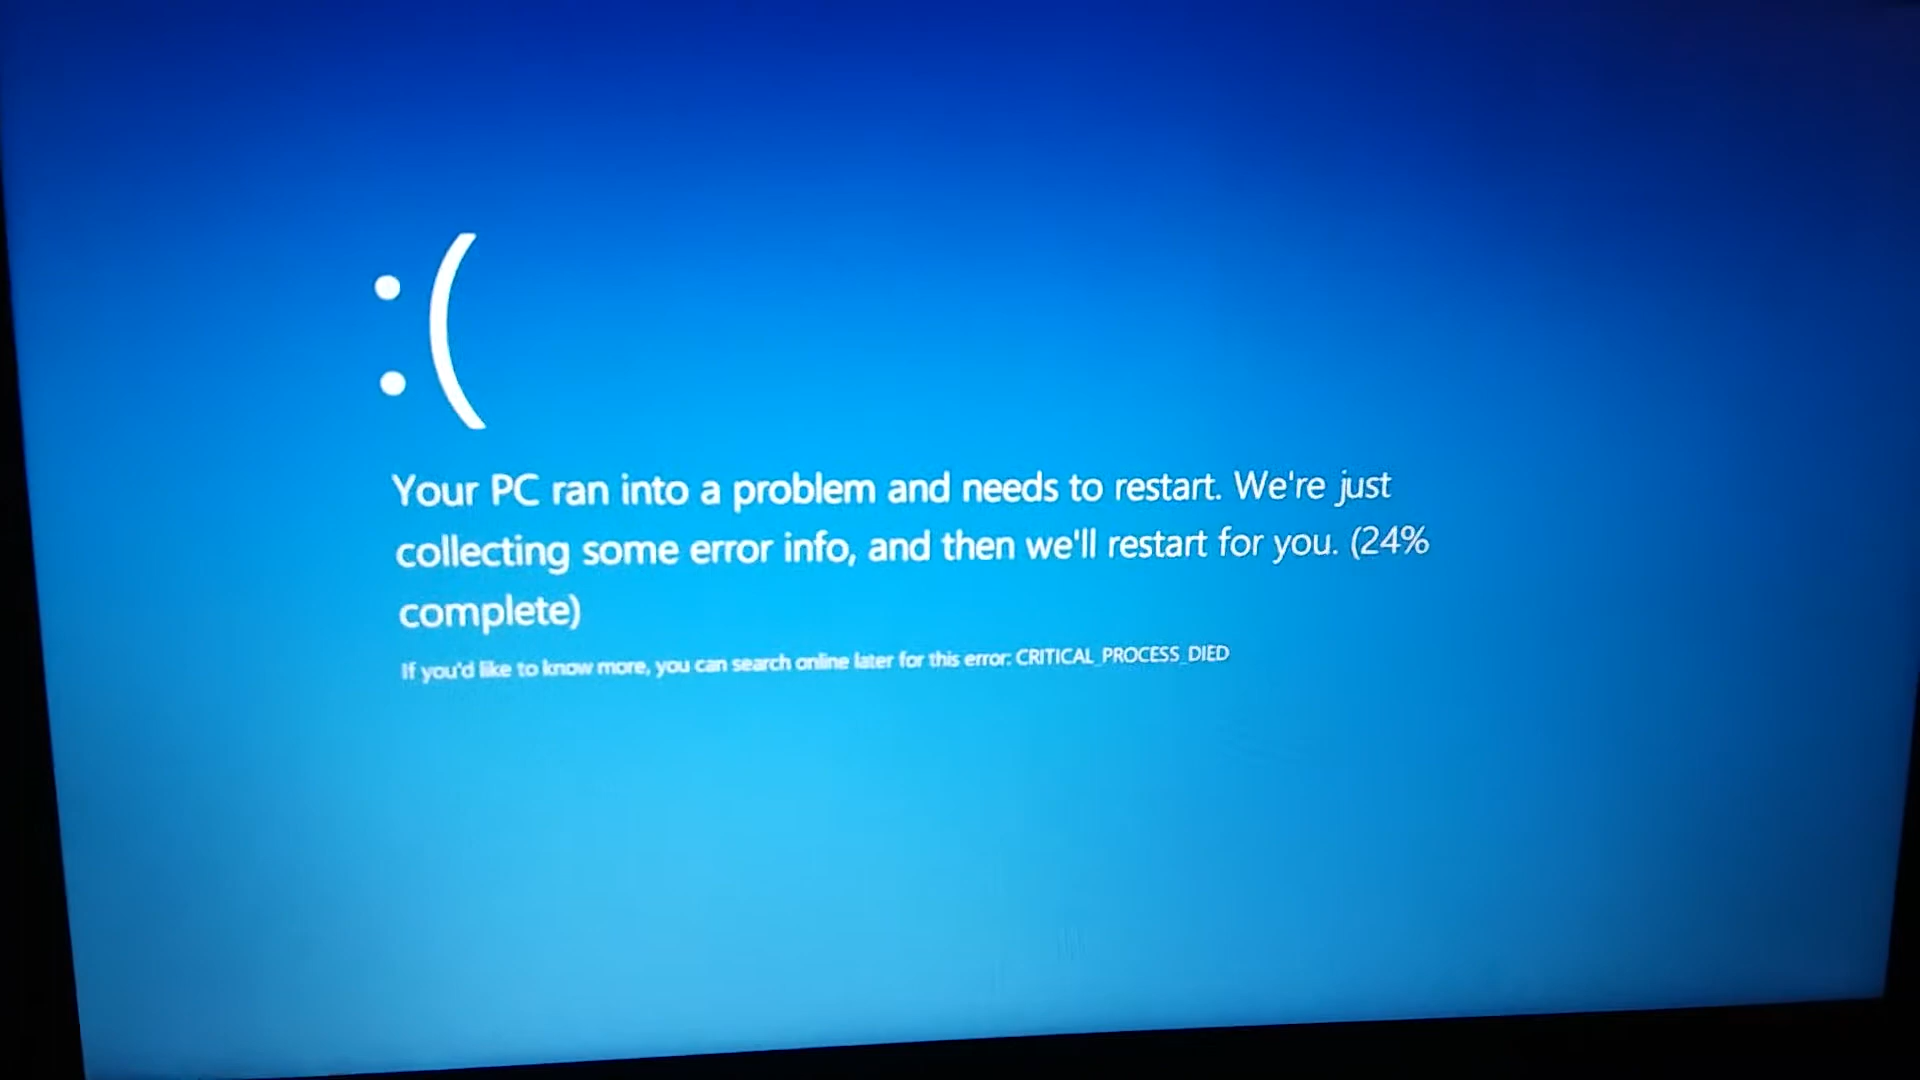 :(
Your PC ran into a problem and needs to restart. We're just
collecting some error info, and then we'll restart for you. (24%
complete)
If you'd like to know more, you can search online later for this error: CRITICAL_PROCESS_DIED